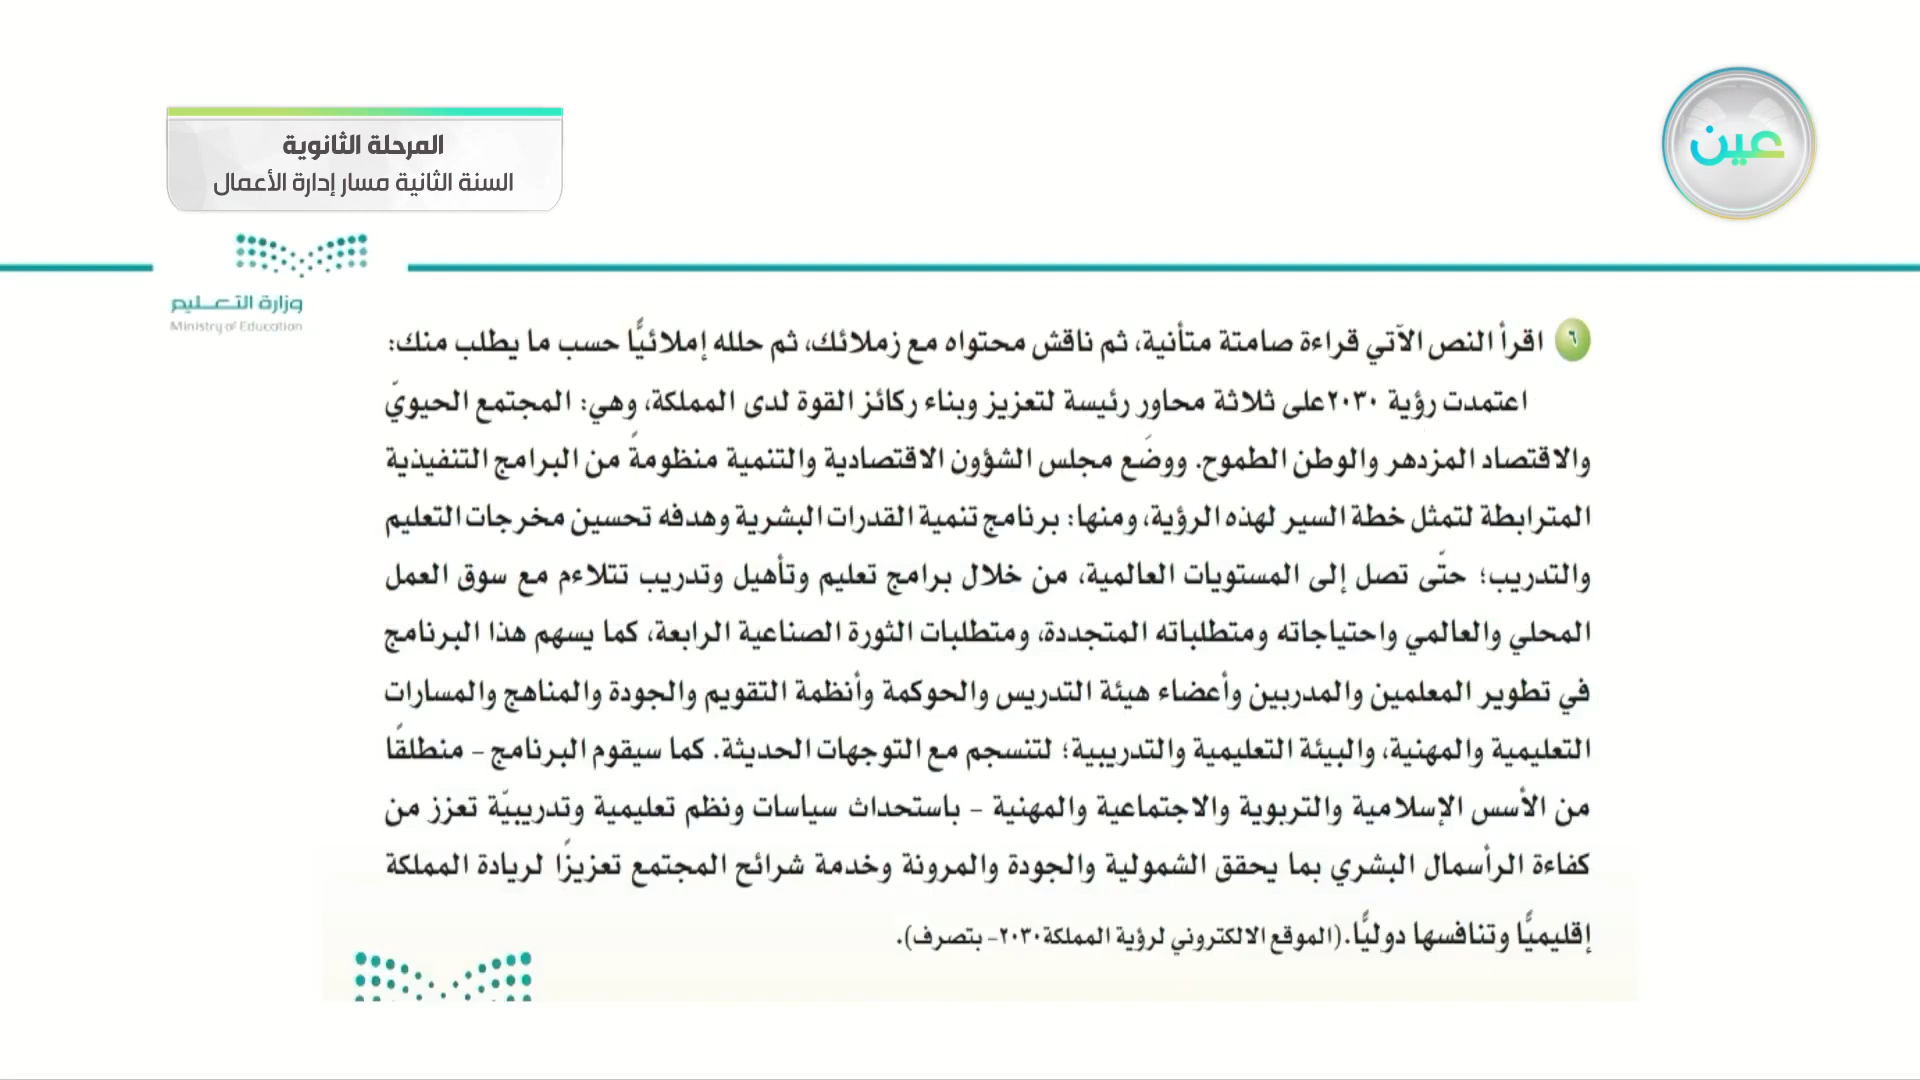 المرحلة الثانوية
السنة الثانية مسار إدارة الأعمال
عين
وزارة التعـــليم
Ministry of Education
٦ اقرأ النص الآتي قراءة صامتة متأنية، ثم ناقش محتواه مع زملائك، ثم حلله إملائيًّا حسب ما يطلب منك:
اعتمدت رؤية ٢٠٣٠على ثلاثة محاور رئيسة لتعزيز وبناء ركائز القوة لدى المملكة، وهي: المجتمع الحيويّ
والاقتصاد المزدهر والوطن الطموح. ووضَع مجلس الشؤون الاقتصادية والتنمية منظومةً من البرامج التنفيذية
المترابطة لتمثل خطة السير لهذه الرؤية، ومنها: برنامج تنمية القدرات البشرية وهدفه تحسين مخرجات التعليم
والتدريب؛ حتّى تصل إلى المستويات العالمية، من خلال برامج تعليم وتأهيل وتدريب تتلاءم مع سوق العمل
المحلي والعالمي واحتياجاته ومتطلباته المتجددة، ومتطلبات الثورة الصناعية الرابعة، كما يسهم هذا البرنامج
في تطوير المعلمين والمدربين وأعضاء هيئة التدريس والحوكمة وأنظمة التقويم والجودة والمناهج والمسارات
التعليمية والمهنية، والبيئة التعليمية والتدريبية؛ لتنسجم مع التوجهات الحديثة. كما سيقوم البرنامج – منطلقًا
من الأسس الإسلامية والتربوية والاجتماعية والمهنية – باستحداث سياسات ونظم تعليمية وتدريبيّة تعزز من
كفاءة الرأسمال البشري بما يحقق الشمولية والجودة والمرونة وخدمة شرائح المجتمع تعزيزًا لريادة المملكة
إقليميًّا وتنافسها دوليًّا.(الموقع الالكتروني لرؤية المملكة٢٠٣٠– بتصرف).